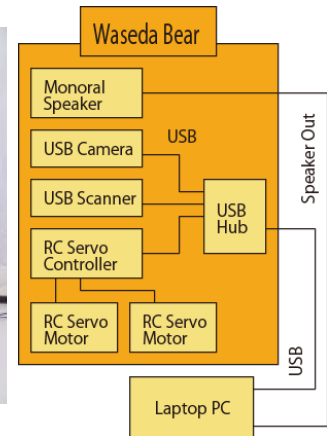 Waseda Bear
Monoral
Speaker
USB Camera
USB
USB Scanner
USB
Hub
RC Servo
Controller
RC Servo
Motor
RC Servo
Motor
Speaker Out
USB
Laptop PC